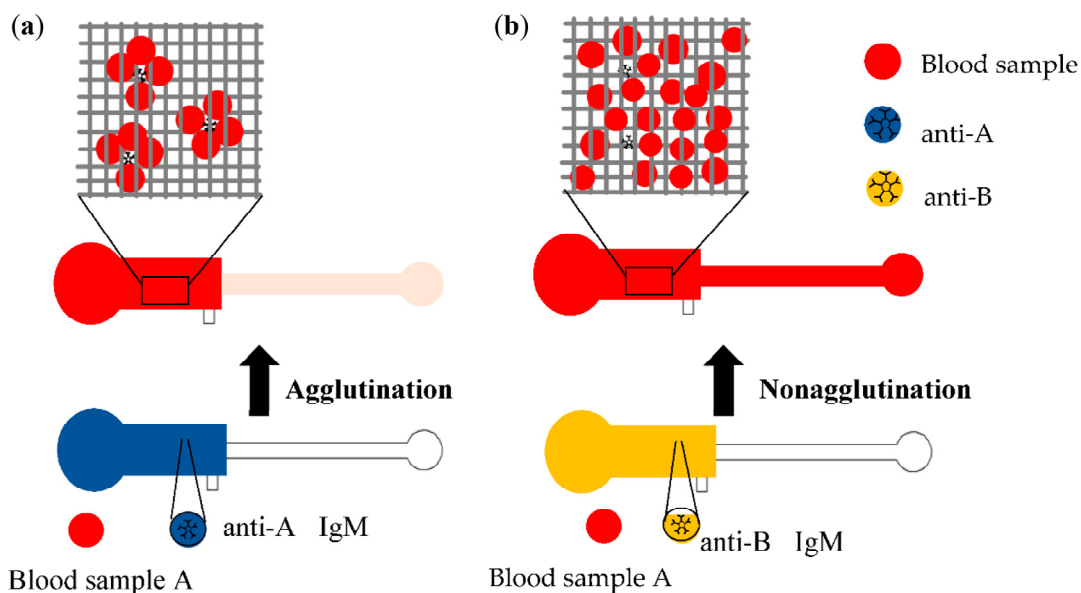 (a)
(b)
Blood sample
anti-A
anti-B
Agglutination
Nonagglutination
anti-A IgM
anti-B IgM
Blood sample A
Blood sample A